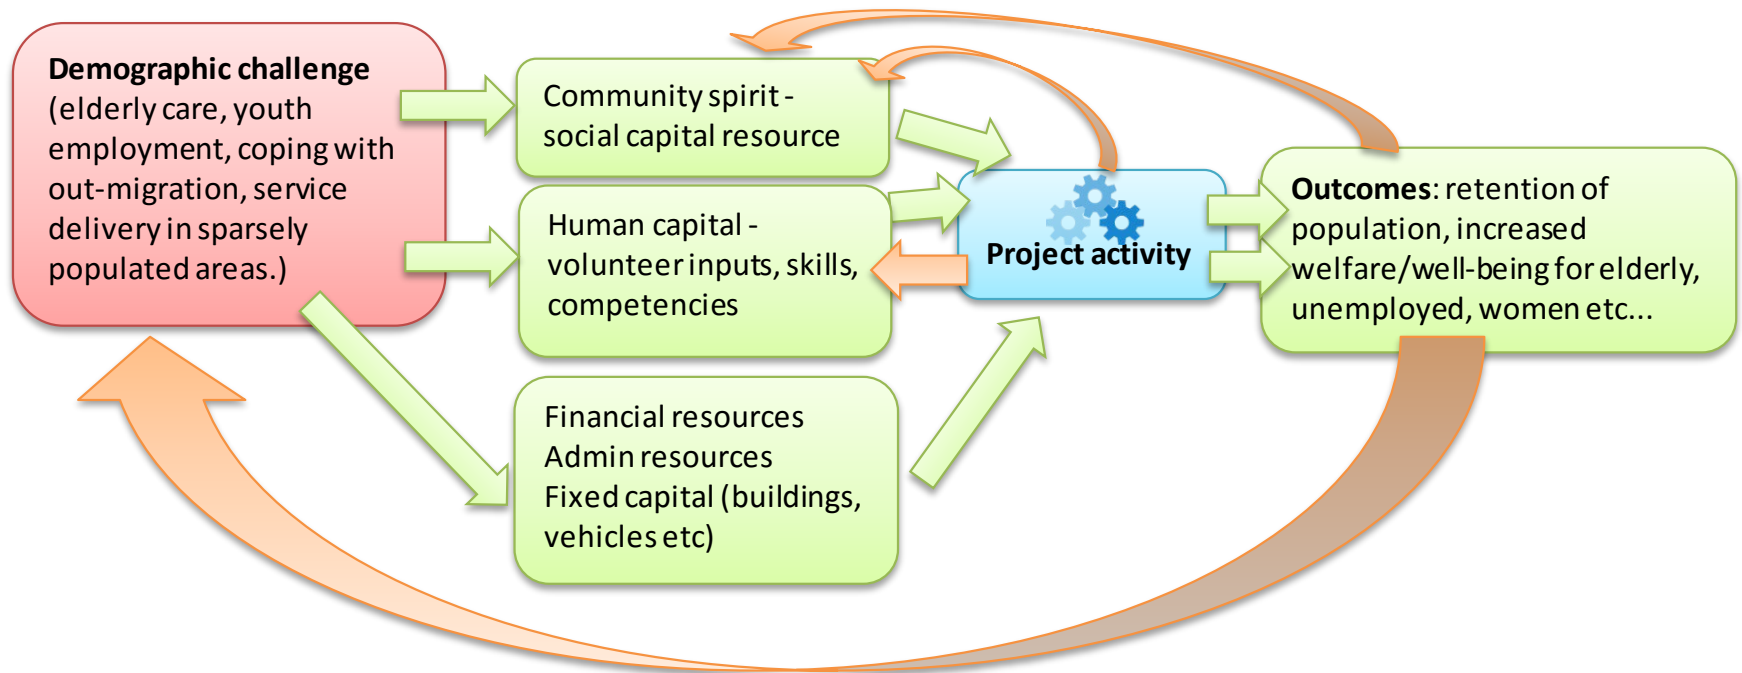 Demographic challenge
(elderly care, youth
employment, coping with
out-migration, service
delivery in sparsely
populated areas.)
Community spirit -
social capital resource
Human capital -
volunteer inputs, skills,
competencies
Financial resources
Admin resources
Fixed capital (buildings,
vehicles etc)
Project activity
Outcomes: retention of
population, increased
welfare/well-being for elderly,
unemployed, women etc...